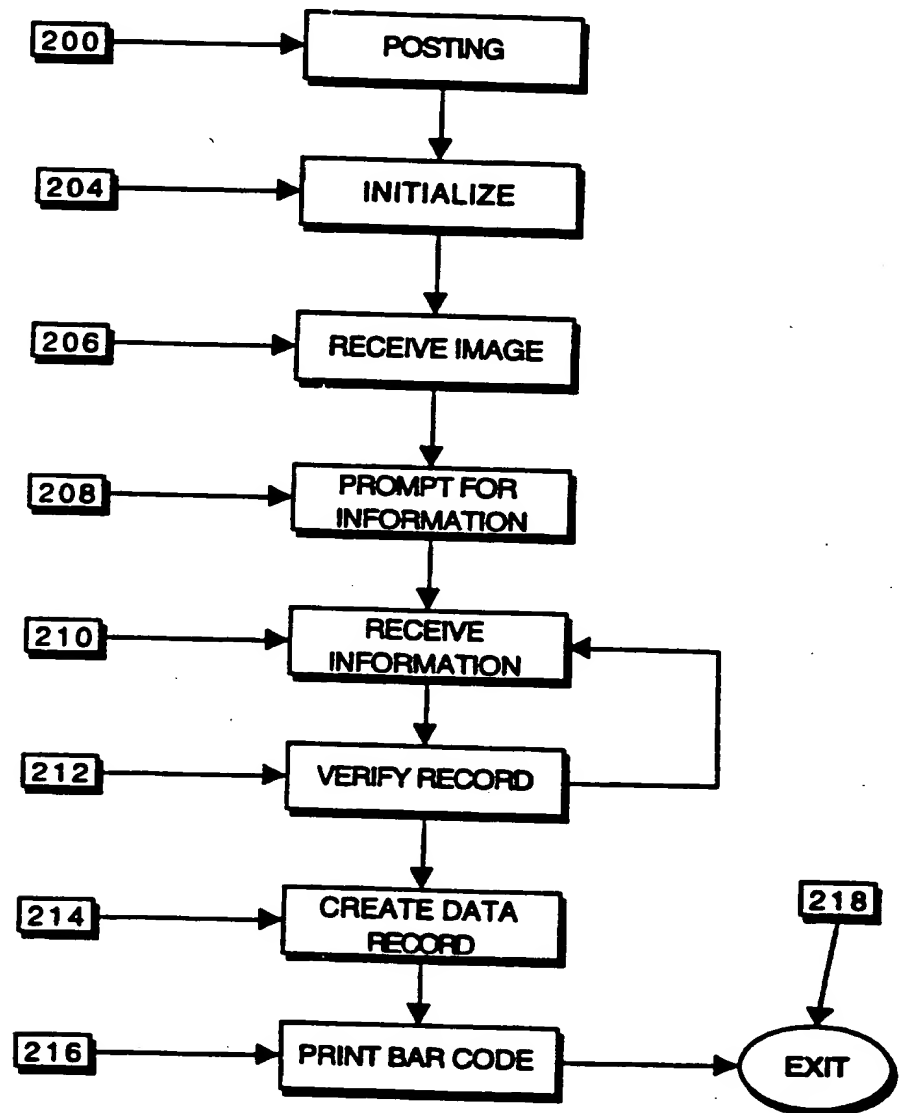 200
POSTING
204
INITIALIZE
206
RECEIVE IMAGE
208
PROMPT FOR
INFORMATION
210
RECEIVE
INFORMATION
212
VERIFY RECORD
214
CREATE DATA
RECORD
218
216
PRINT BAR CODE
EXIT